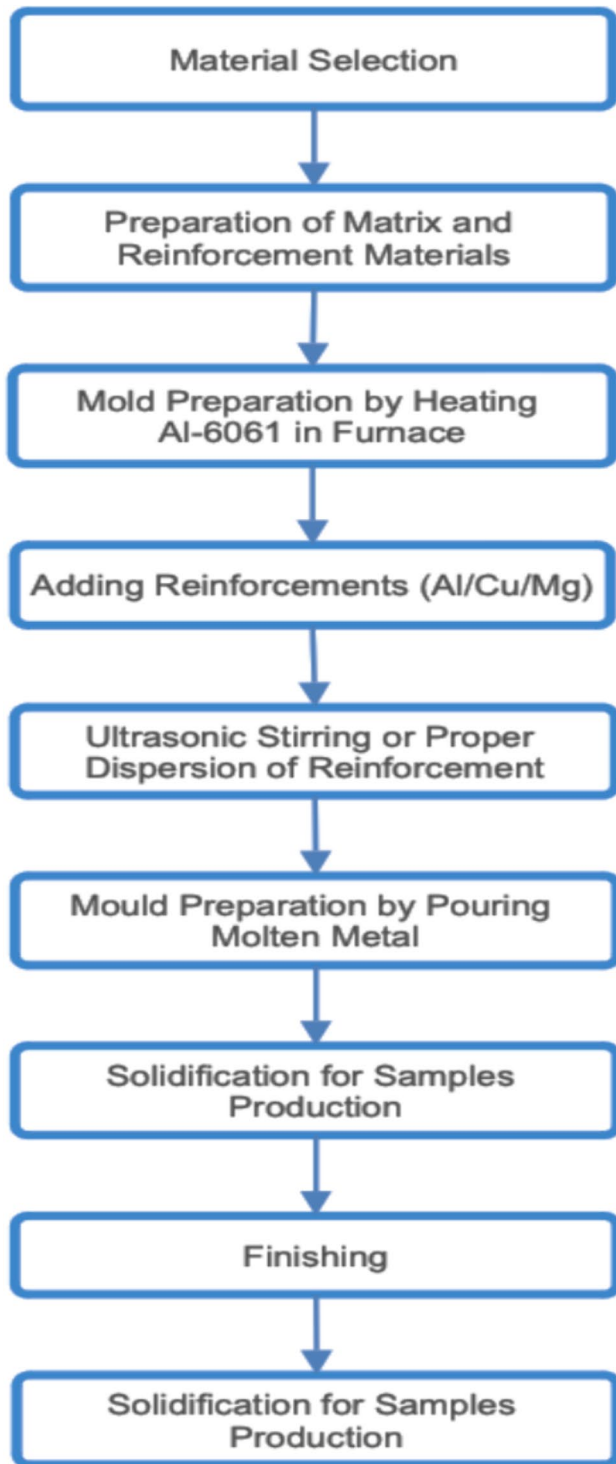 Material Selection
Preparation of Matrix and
Reinforcement Materials
Mold Preparation by Heating
Al-6061 in Furnace
Adding Reinforcements (Al/Cu/Mg)
Ultrasonic Stirring or Proper
Dispersion of Reinforcement
Mould Preparation by Pouring
Molten Metal
Solidification for Samples
Production
Finishing
Solidification for Samples
Production